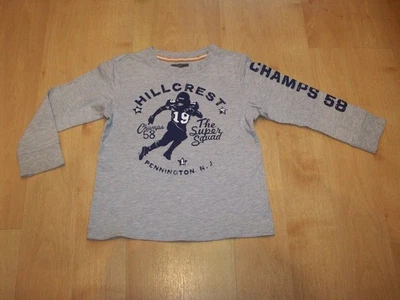 HILLCREST
19
Champs
58
The
Super
Squad
PENNINGTON, N.J.
CHAMPS 58